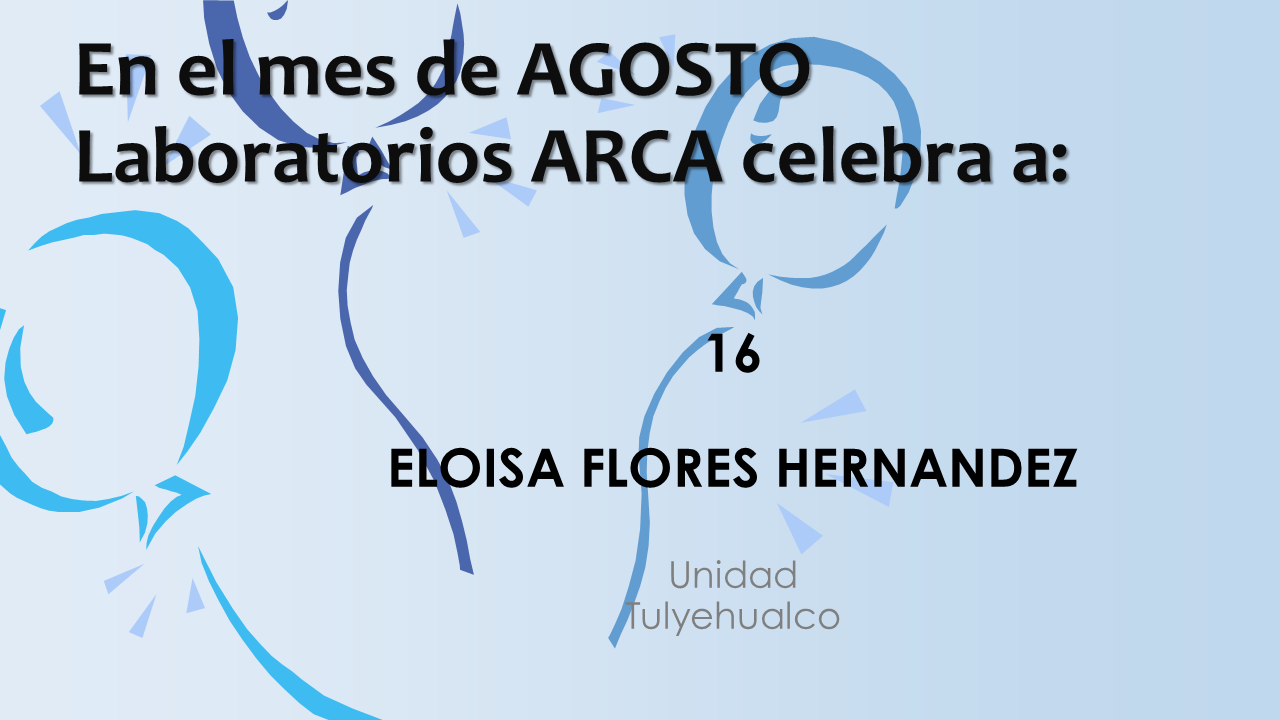 En el mes de AGOSTO
Laboratorios ARCA celebra a:
16
ELOISA FLORES HERNANDEZ
Unidad
Tulyehualco